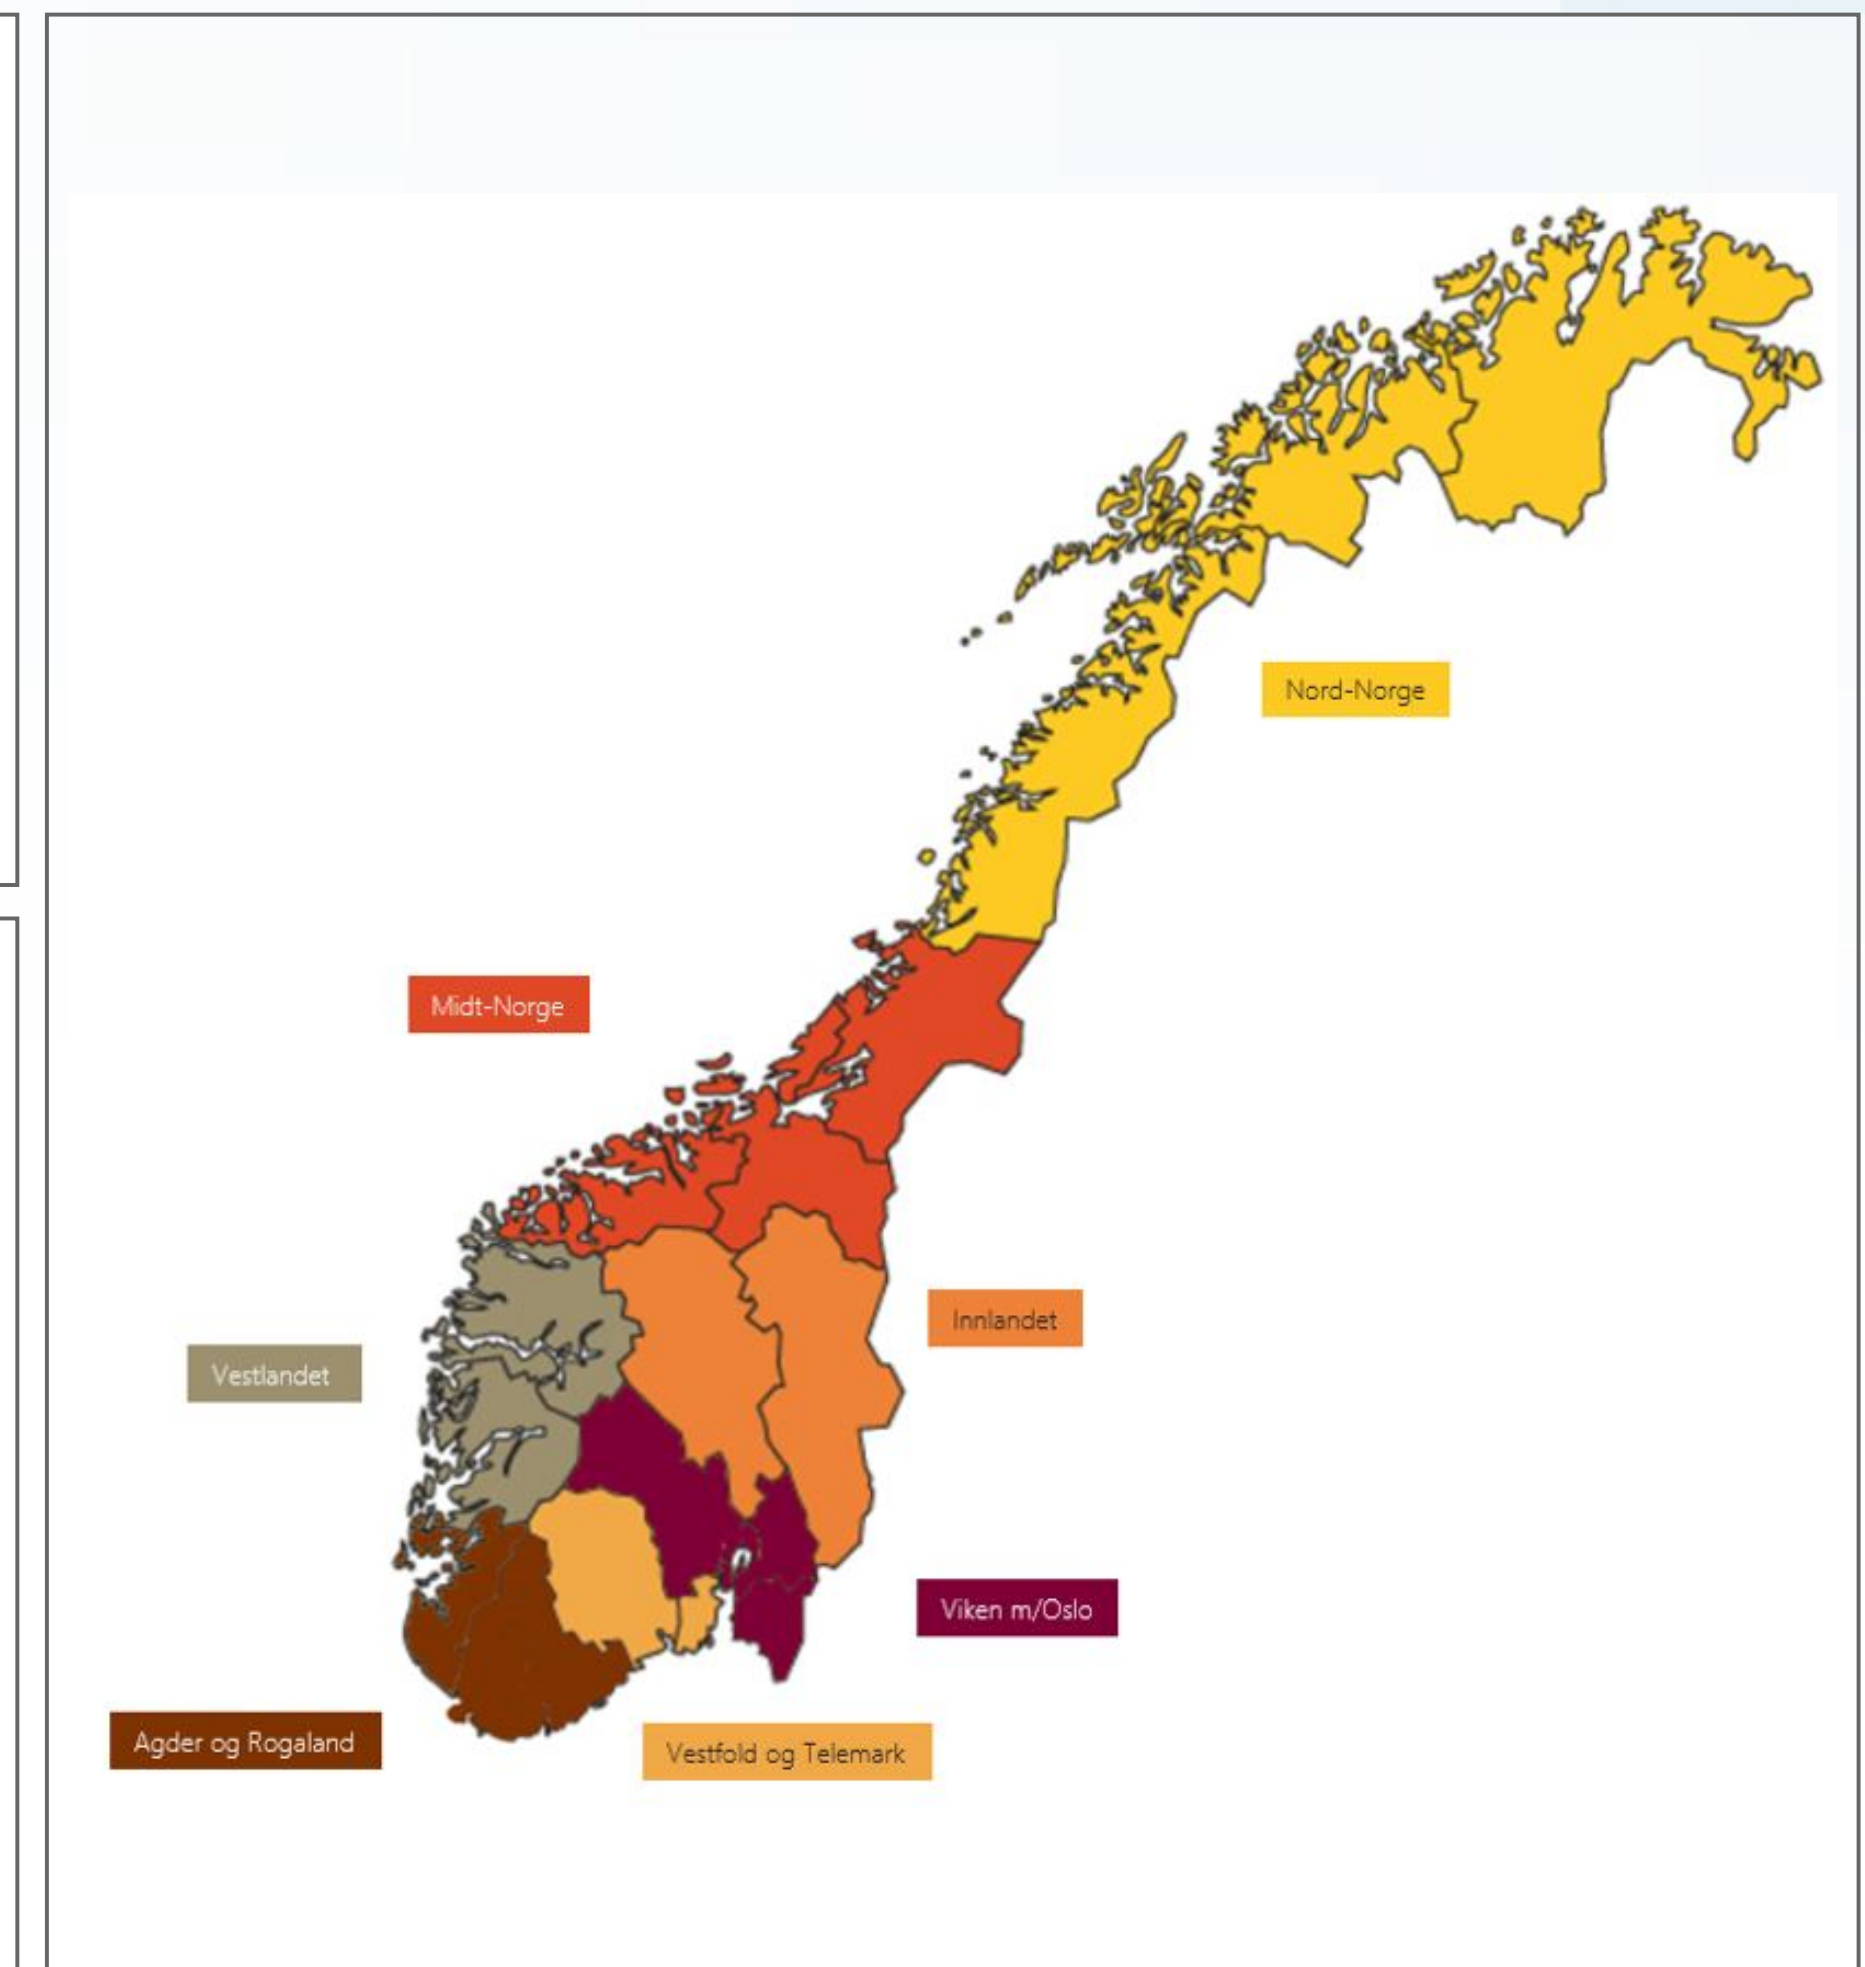 Nord-Norge
Midt-Norge
Innlandet
Vestlandet
Viken m/Oslo
Agder og Rogaland
Vestfold og Telemark